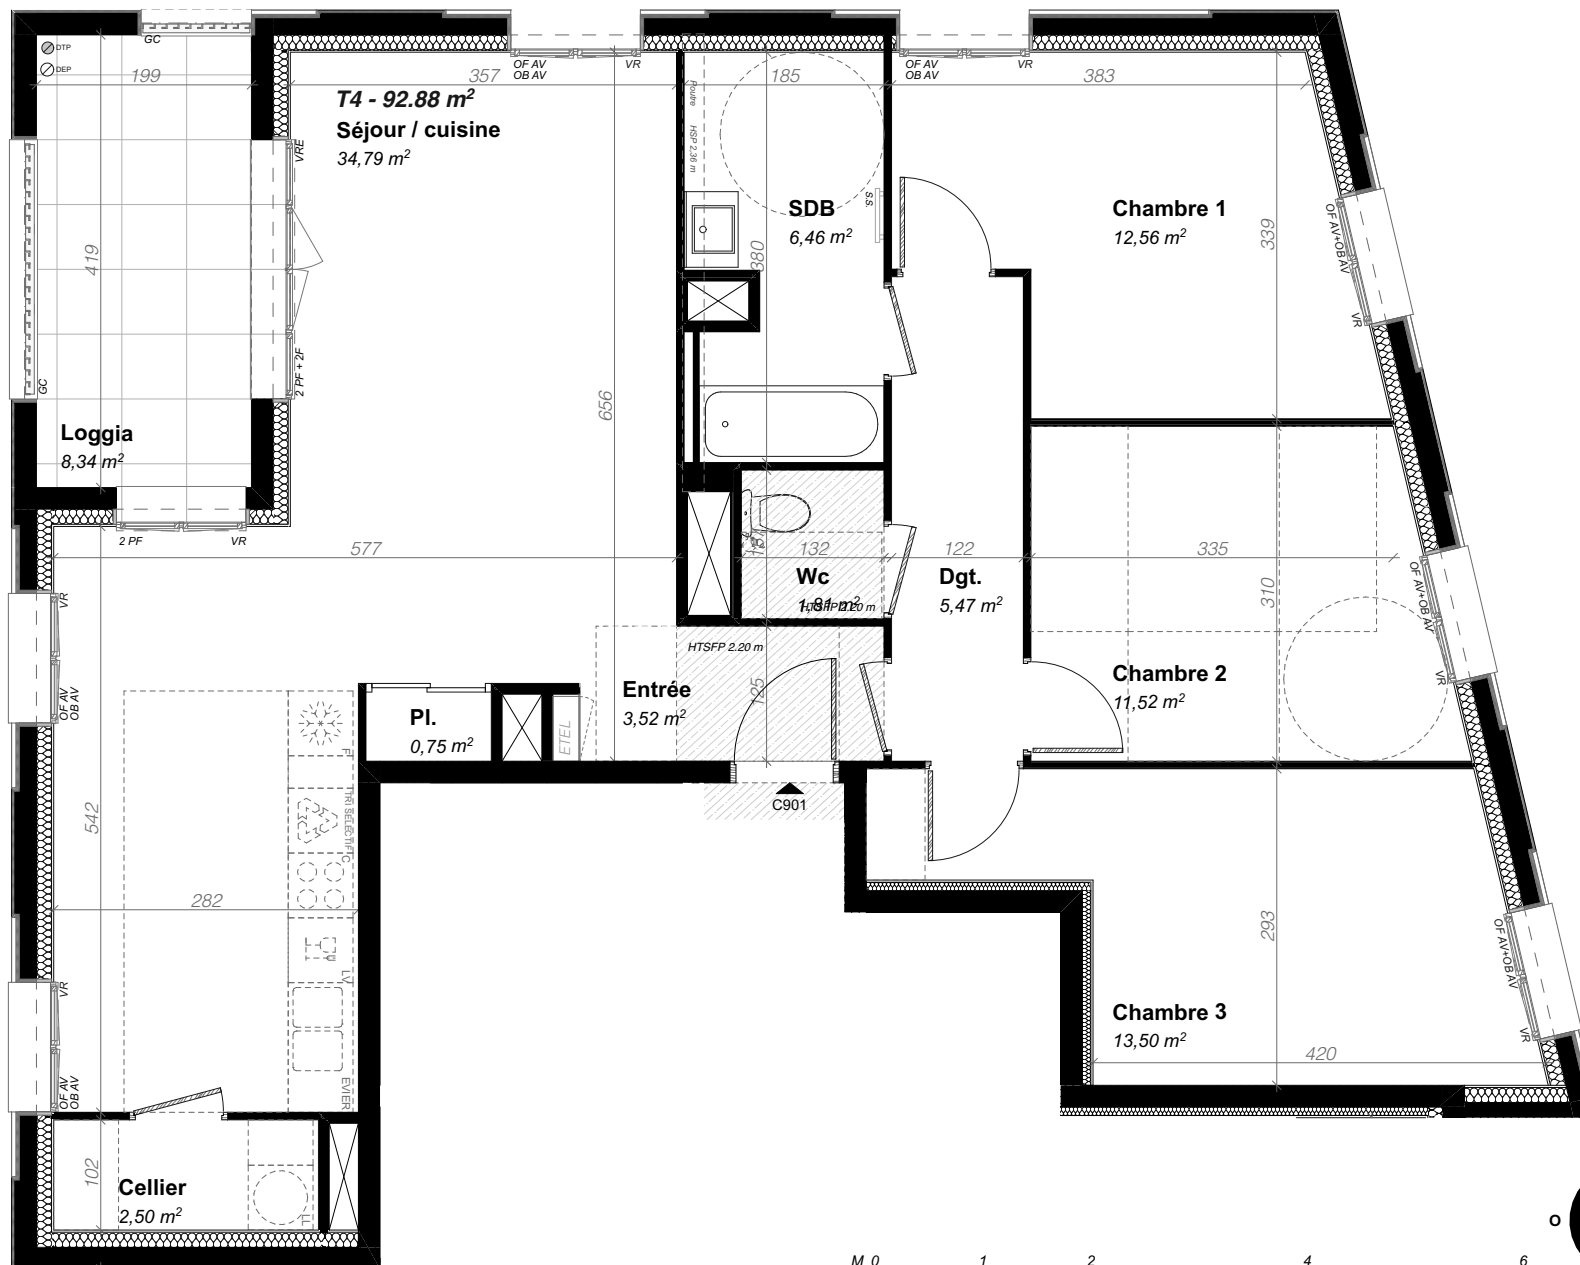 DTP
DEP
GC
199
357
OF AV
OB AV
VR
185
OF AV
OB AV
VR
383
T4 - 92.88 m²
Séjour / cuisine
34,79 m²
VRE
Poutre
HSP 2,36 m
SDB
6,46 m²
S.S.
Chambre 1
12,56 m²
339
OF AV+OB AV
VR
419
380
GC
2 PF + 2F
656
Loggia
8,34 m²
2 PF
VR
577
132
122
335
Wc
1,81 m²
HTSFP 2.20 m
Dgt.
5,47 m²
310
OF AV+OB AV
VR
VR
OF AV
OB AV
HTSFP 2.20 m
Entrée
3,52 m²
125
Chambre 2
11,52 m²
Pl.
0,75 m²
ETEL
F
C901
TRI SELECTIF
C
542
282
293
OF AV+OB AV
VR
LV
VR
OF AV
OB AV
EVIER
Chambre 3
13,50 m²
420
102
Cellier
2,50 m²
LL
O
M 0 1 2 4 6